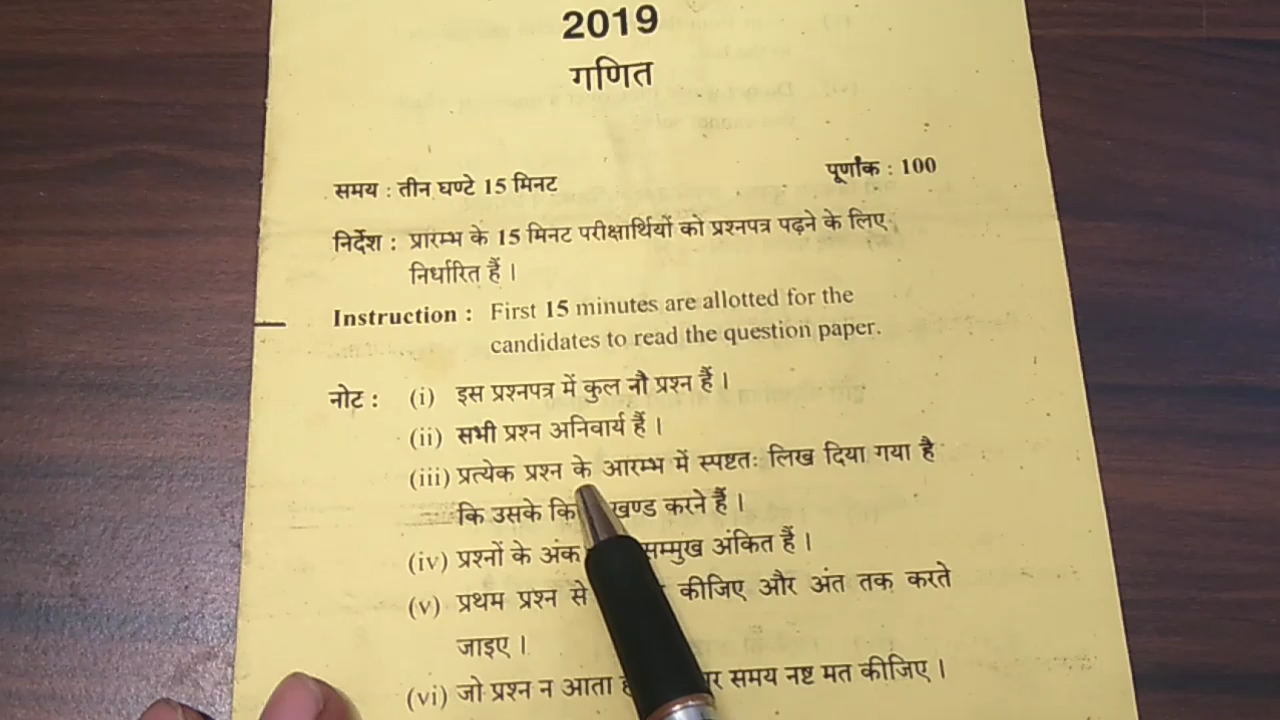 2019
गणित
समय : तीन घण्टे 15 मिनट पूर्णांक : 100
निर्देश : प्रारम्भ के 15 मिनट परीक्षार्थियों को प्रश्नपत्र पढ़ने के लिए
निर्धारित हैं ।
Instruction : First 15 minutes are allotted for the
candidates to read the question paper.
नोट : (i) इस प्रश्नपत्र में कुल नौ प्रश्न हैं ।
(ii) सभी प्रश्न अनिवार्य हैं ।
(iii) प्रत्येक प्रश्न के आरम्भ में स्पष्टतः लिख दिया गया है
कि उसके खण्ड करने हैं ।
(iv) प्रश्नों के अंक सम्मुख अंकित हैं ।
(v) प्रथम प्रश्न से कीजिए और अंत तक करते
जाइए ।
(vi) जो प्रश्न न आता समय नष्ट मत कीजिए ।